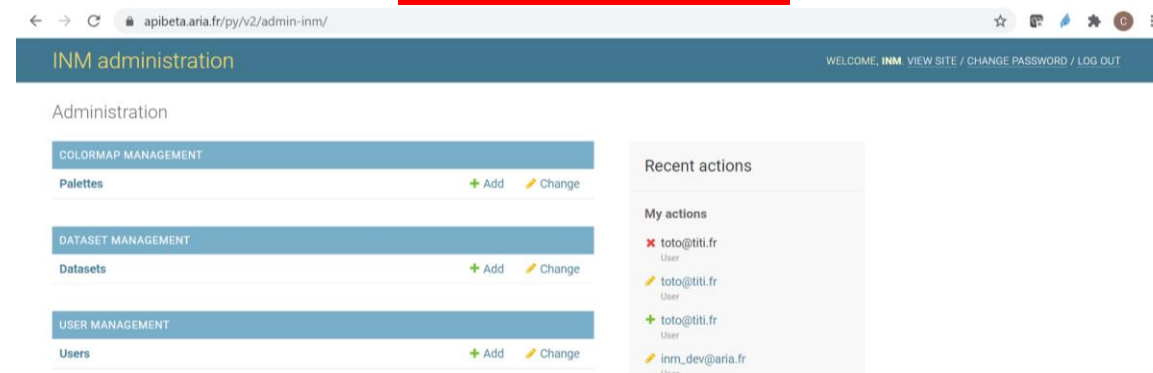 apibeta.aria.fr/py/v2/admin-inm/
C
INM administration
WELCOME, INM. VIEW SITE / CHANGE PASSWORD / LOG OUT
Administration
COLORMAP MANAGEMENT
Palettes + Add Change
DATASET MANAGEMENT
Datasets + Add Change
USER MANAGEMENT
Users + Add Change
Recent actions
My actions
toto@titi.fr
User
toto@titi.fr
User
+ toto@titi.fr
User
inm_dev@aria.fr
User